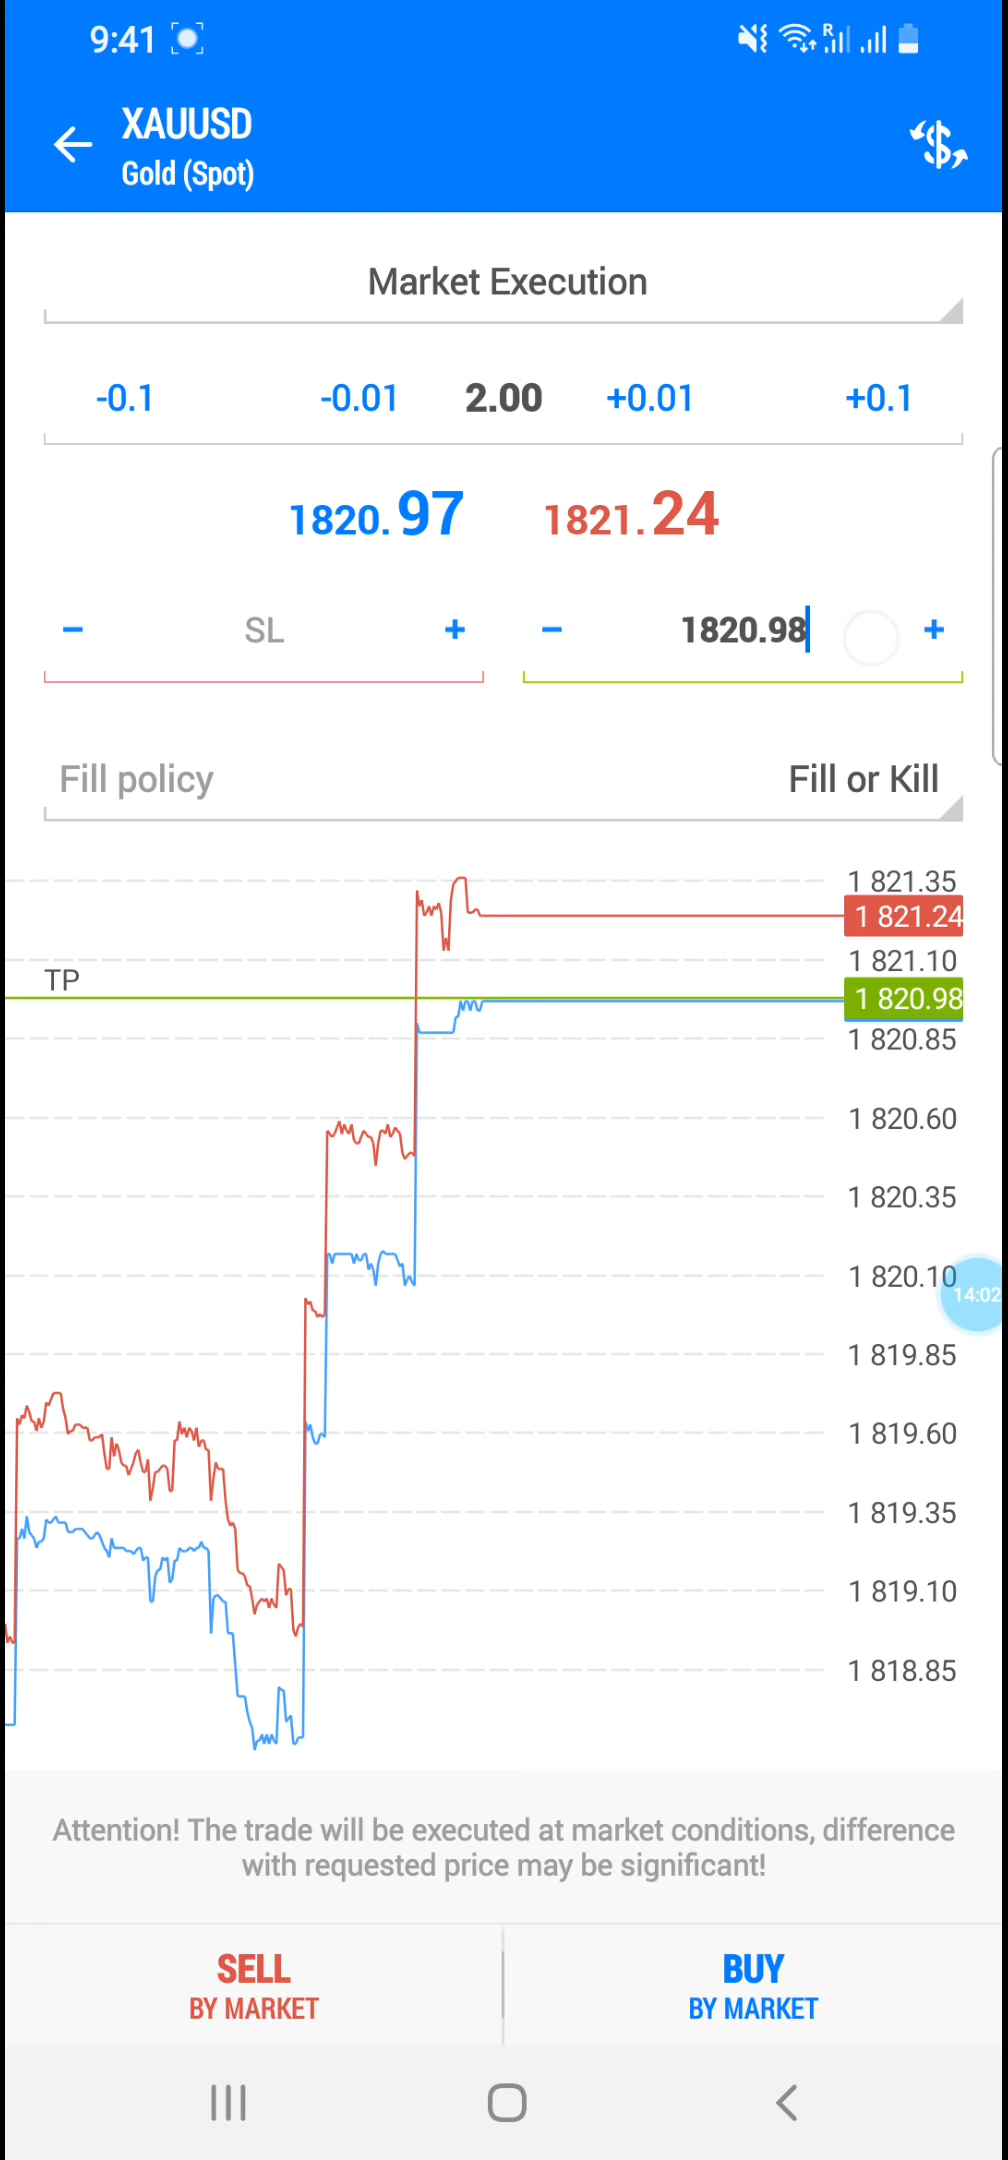 9:41
R
XAUUSD
Gold (Spot)
Market Execution
-0.1 -0.01 2.00 +0.01 +0.1
1820.97 1821.24
− SL + − 1820.98 +
Fill policy Fill or Kill
1 821.35
1 821.24
1 821.10
TP
1 820.98
1 820.85
1 820.60
1 820.35
1 820.10
14:02
1 819.85
1 819.60
1 819.35
1 819.10
1 818.85
Attention! The trade will be executed at market conditions, difference
with requested price may be significant!
SELL BUY
BY MARKET BY MARKET